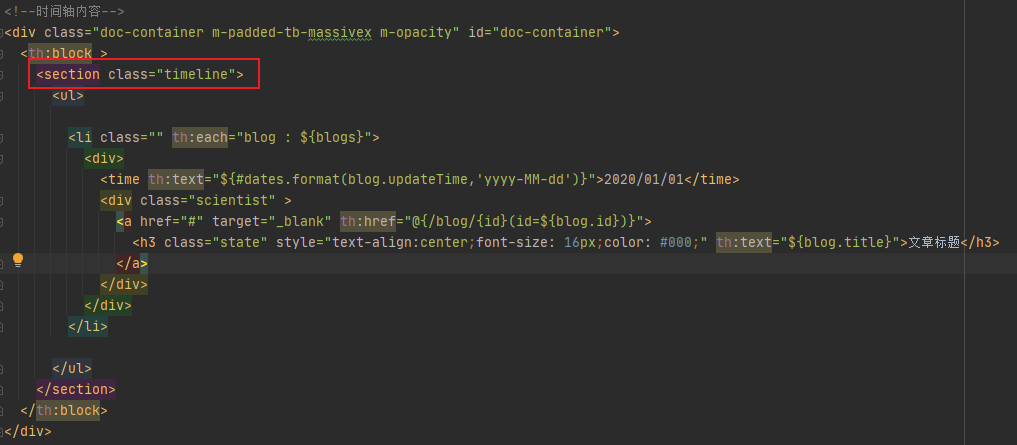 <!--时间轴内容-->
<div class="doc-container m-padded-tb-massivex m-opacity" id="doc-container">
<th:block >
<section class="timeline">
<ul>
<li class="" th:each="blog : ${blogs}">
<div>
<time th:text="${#dates.format(blog.updateTime,'yyyy-MM-dd')}">2020/01/01</time>
<div class="scientist" >
<a href="#" target="_blank" th:href="@{/blog/{id}(id=${blog.id})}">
<h3 class="state" style="text-align:center;font-size: 16px;color: #000;" th:text="${blog.title}">文章标题</h3>
</a>
</div>
</div>
</li>
</ul>
</section>
</th:block>
</div>